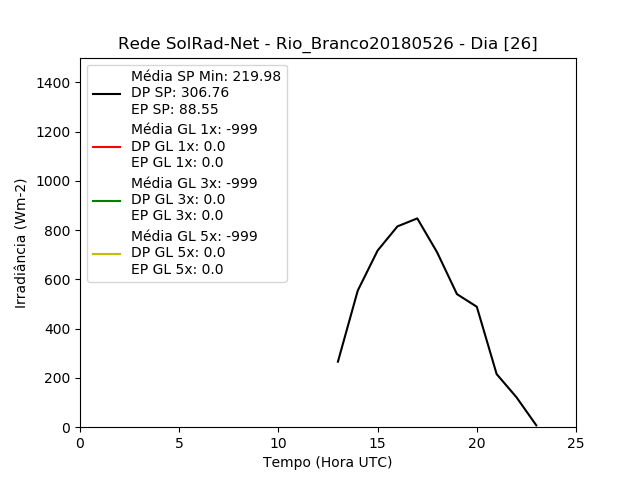 Rede SolRad-Net - Rio_Branco20180526 - Dia [26]
Média SP Min: 219.98
DP SP: 306.76
EP SP: 88.55
Média GL 1x: -999
DP GL 1x: 0.0
EP GL 1x: 0.0
Média GL 3x: -999
DP GL 3x: 0.0
EP GL 3x: 0.0
Média GL 5x: -999
DP GL 5x: 0.0
EP GL 5x: 0.0
Irradiância (Wm-2)
1400
1200
1000
800
600
400
200
0
0 5 10 15 20 25
Tempo (Hora UTC)